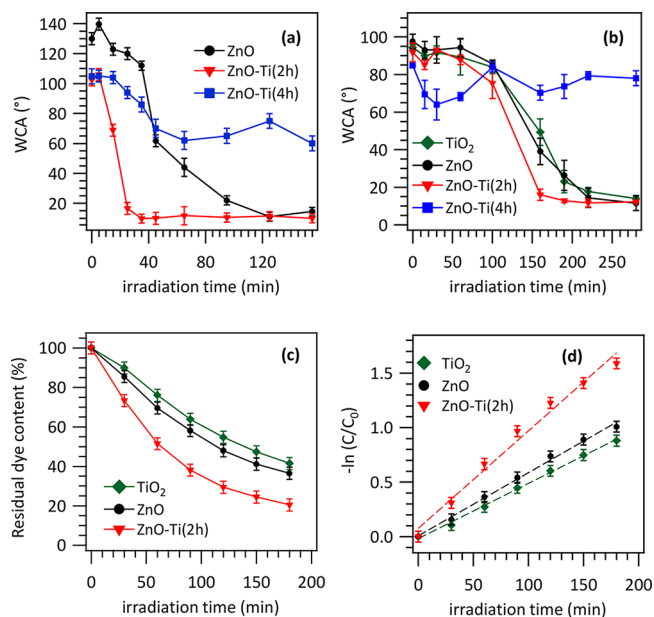 140
120
100
80
60
40
20
WCA (°)
(a)
ZnO
ZnO-Ti(2h)
ZnO-Ti(4h)
0 40 80 120
irradiation time (min)
100
80
60
40
20
0
WCA (°)
(b)
TiO2
ZnO
ZnO-Ti(2h)
ZnO-Ti(4h)
0 50 100 150 200 250
irradiation time (min)
100
80
60
40
20
0
Residual dye content (%)
(c)
TiO2
ZnO
ZnO-Ti(2h)
0 50 100 150 200
irradiation time (min)
1.5
1.0
0.5
0.0
-ln (C/C0)
(d)
TiO2
ZnO
ZnO-Ti(2h)
0 50 100 150 200
irradiation time (min)